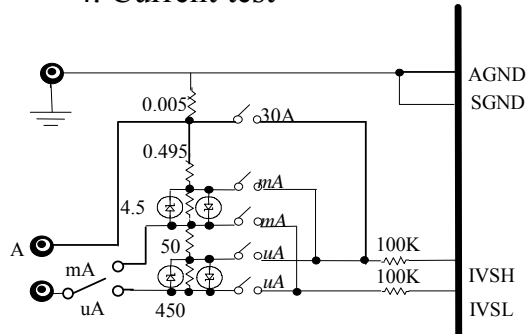 4. Current test
AGND
SGND
0.005
30A
0.495
mA
4.5
mA
A
50
uA
100K
mA
IVSH
uA
100K
uA
450
IVSL